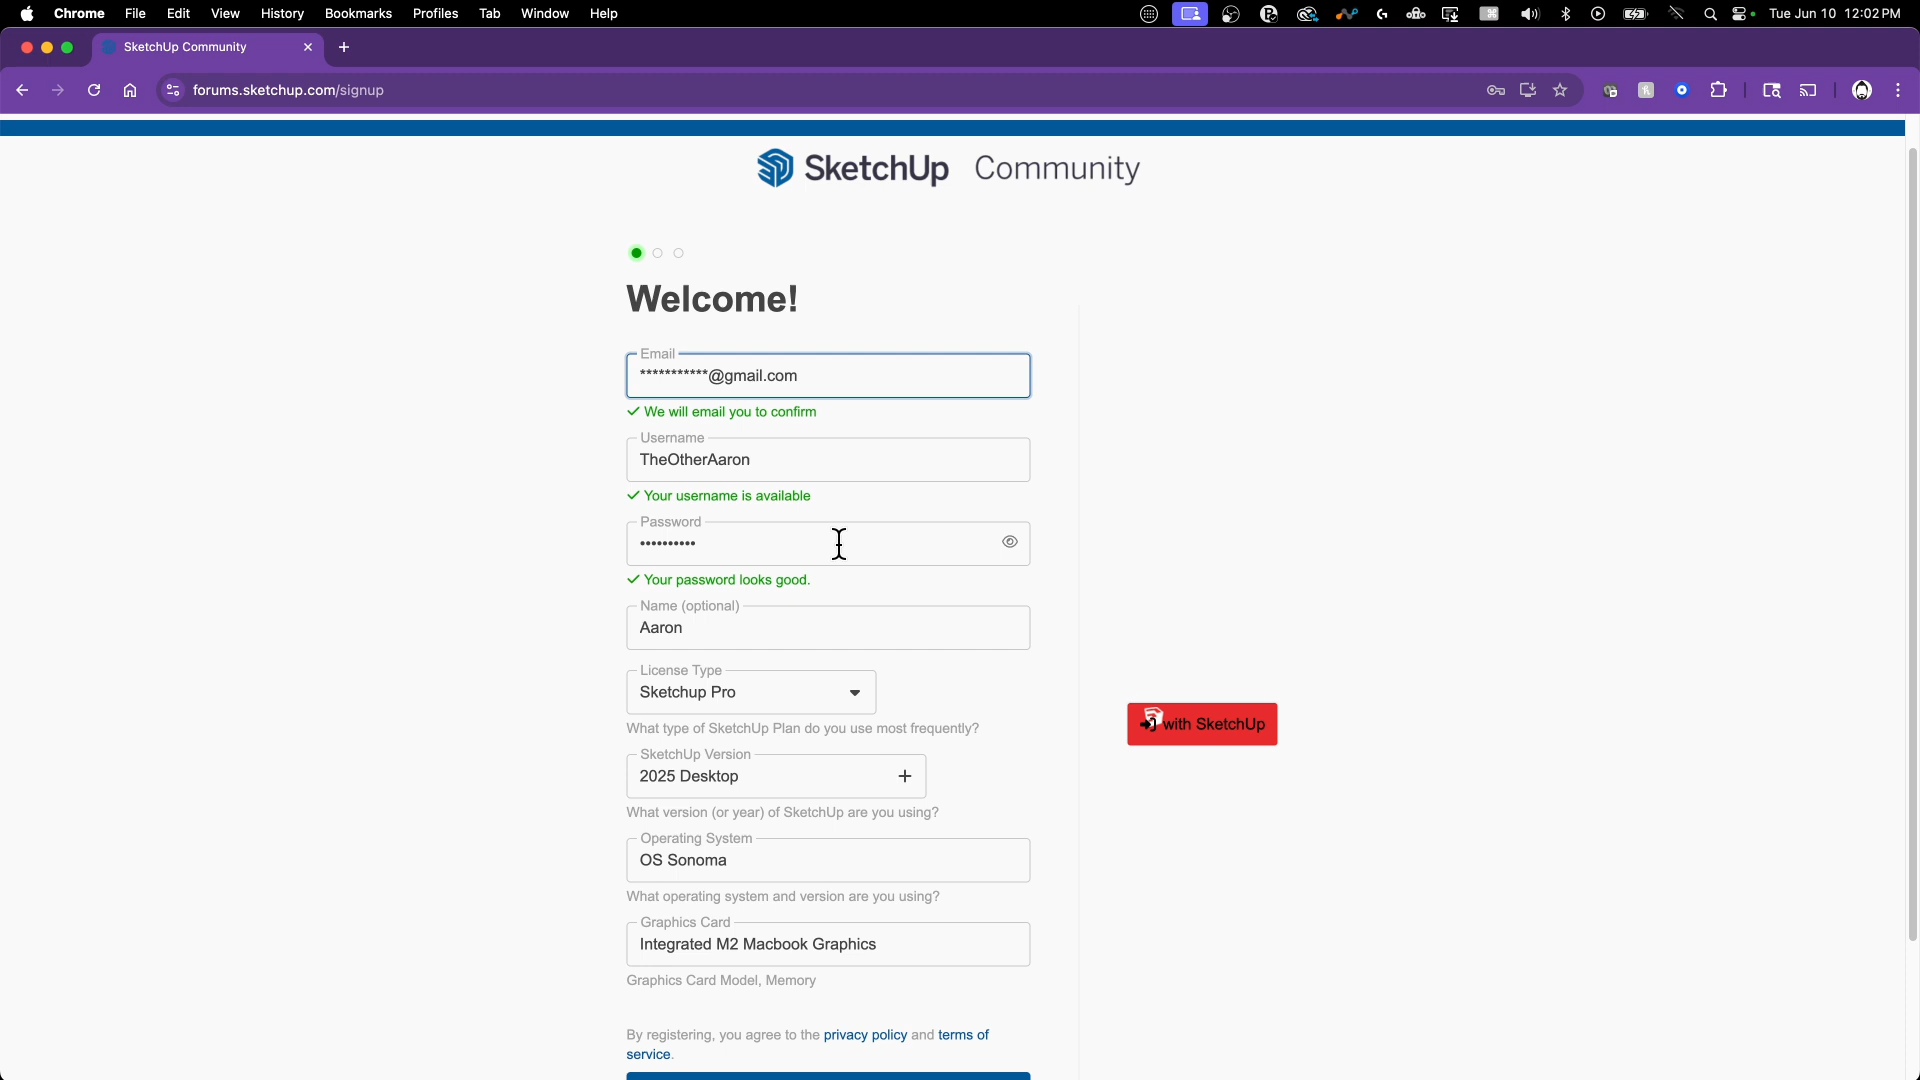 Chrome File Edit View History Bookmarks Profiles Tab Window Help Tue Jun 10 12:02 PM
SketchUp Community
forums.sketchup.com/signup
SketchUp Community
Welcome!
Email
***********@gmail.com
We will email you to confirm
Username
TheOtherAaron
Your username is available
Password
••••••••••
Your password looks good.
Name (optional)
Aaron
License Type
Sketchup Pro
What type of SketchUp Plan do you use most frequently?
with SketchUp
SketchUp Version
2025 Desktop
What version (or year) of SketchUp are you using?
Operating System
OS Sonoma
What operating system and version are you using?
Graphics Card
Integrated M2 Macbook Graphics
Graphics Card Model, Memory
By registering, you agree to the privacy policy and terms of
service.